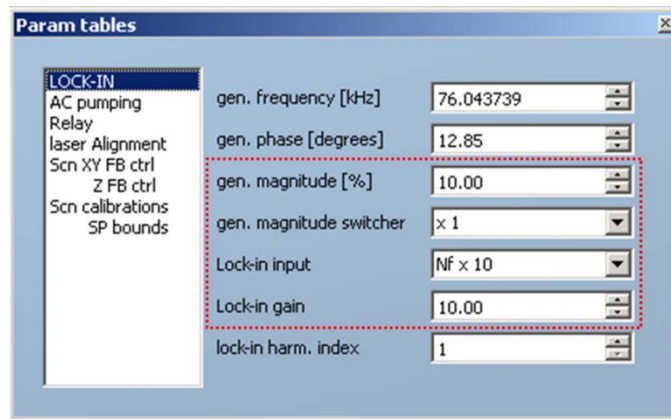 Param tables
LOCK-IN
AC pumping
Relay
laser Alignment
Scn XY FB ctrl
Z FB ctrl
Scn calibrations
SP bounds
gen. frequency [kHz] 76.043739
gen. phase [degrees] 12.85
gen. magnitude [%] 10.00
gen. magnitude switcher x 1
Lock-in input Nf x 10
Lock-in gain 10.00
lock-in harm. index 1